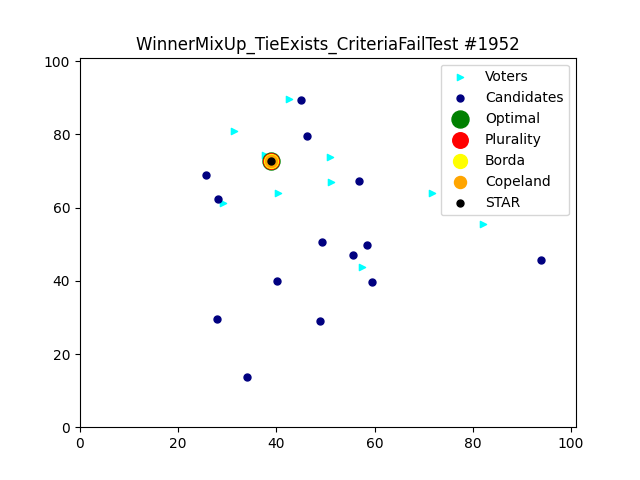 WinnerMixUp_TieExists_CriteriaFailTest #1952
Voters
Candidates
Optimal
Plurality
Borda
Copeland
STAR
100
80
60
40
20
0
0 20 40 60 80 100